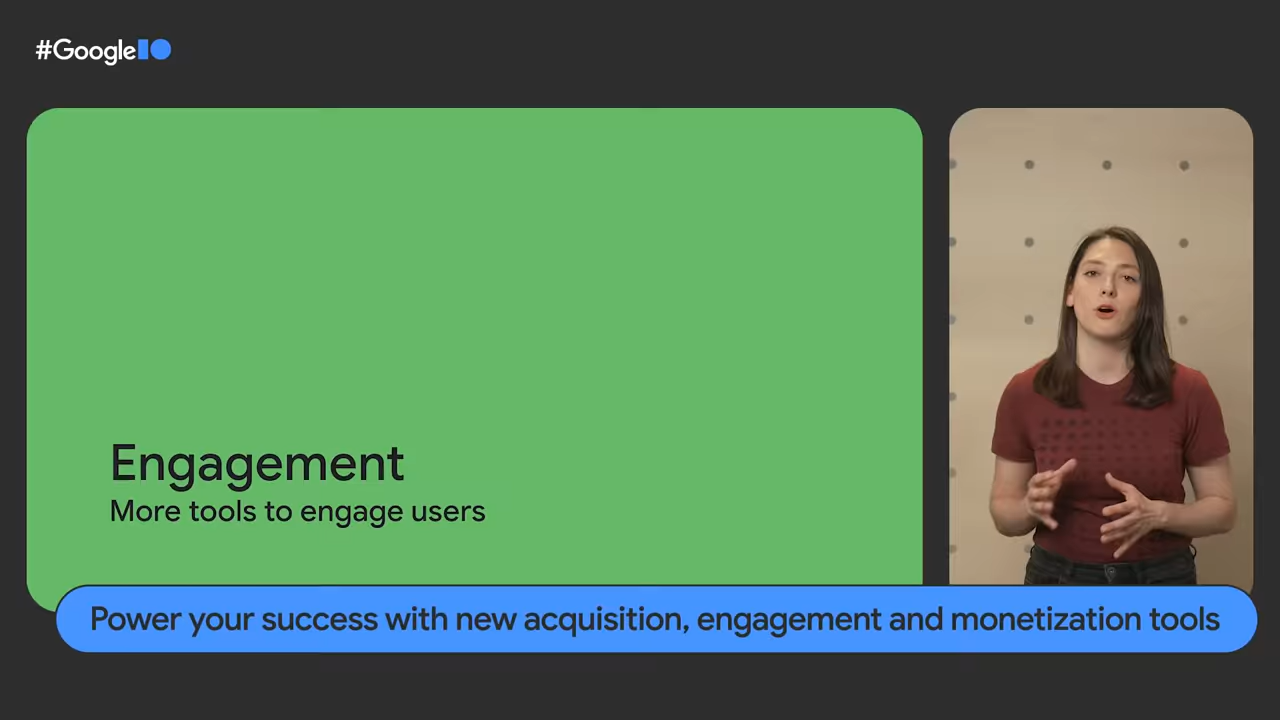 #GoogleIO
Engagement
More tools to engage users
Power your success with new acquisition, engagement and monetization tools